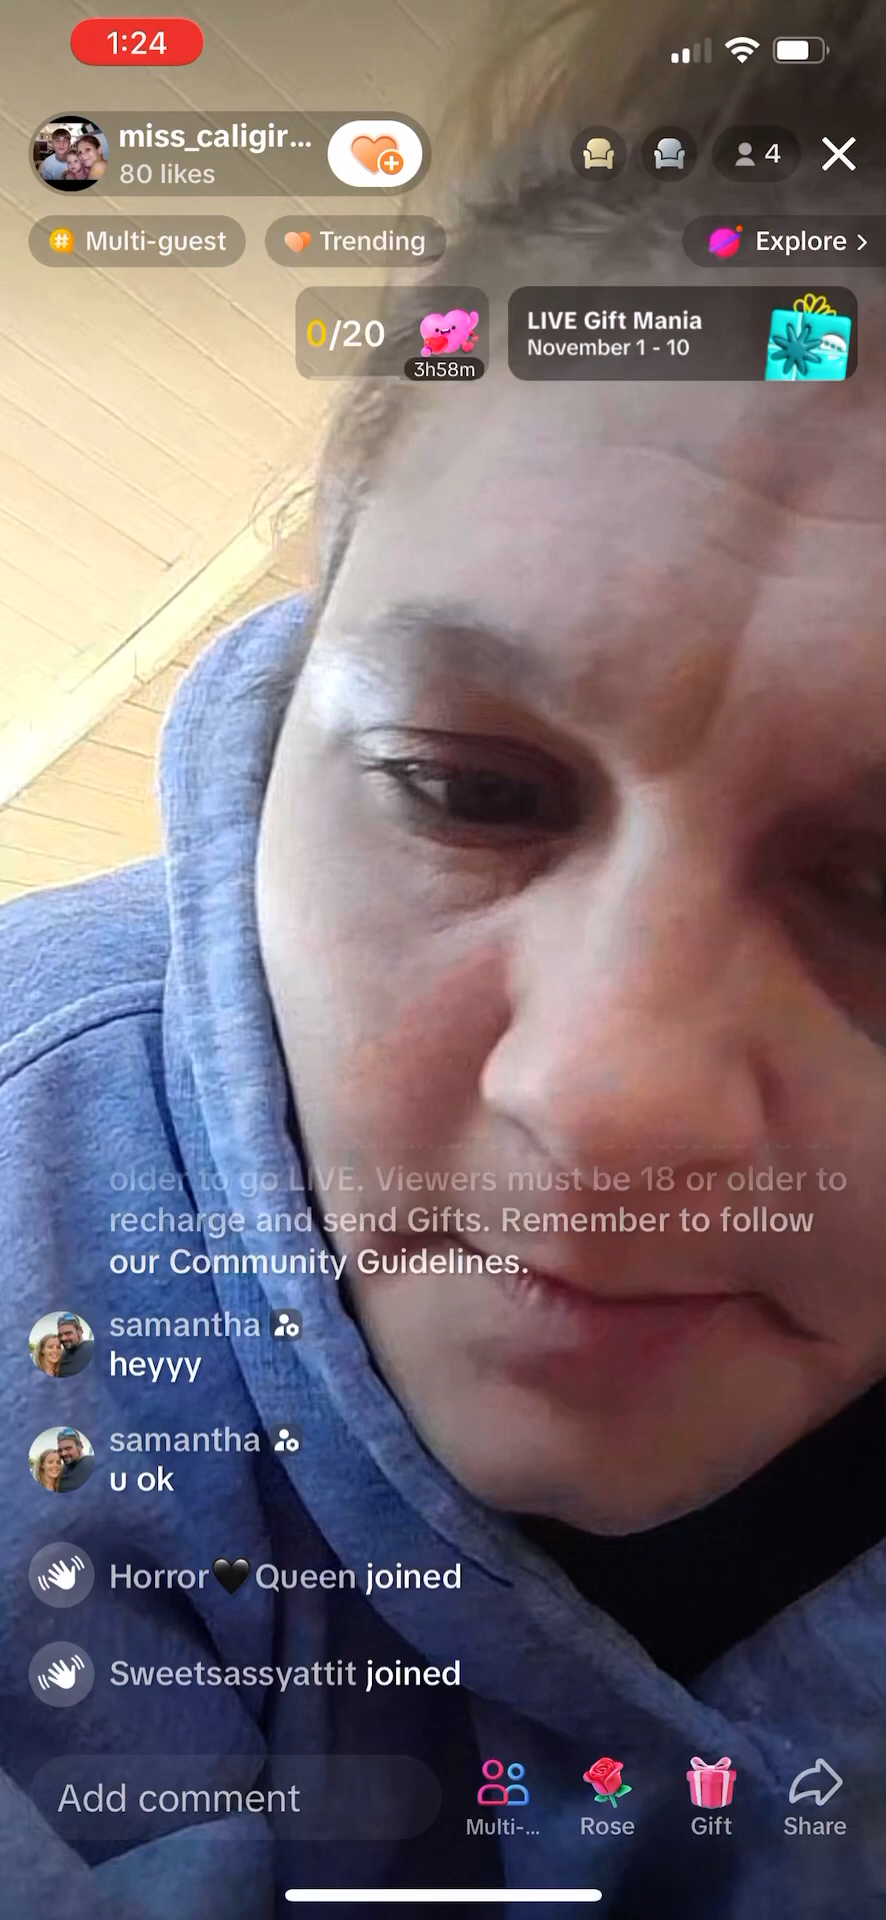 1:24
miss_caligir...
80 likes
4
Multi-guest
Trending
Explore >
0/20
3h58m
LIVE Gift Mania
November 1 - 10
older to go LIVE. Viewers must be 18 or older to
recharge and send Gifts. Remember to follow
our Community Guidelines.
samantha
heyyy
samantha
u ok
Horror🖤Queen joined
Sweetsassyattit joined
Add comment
Multi-...
Rose
Gift
Share